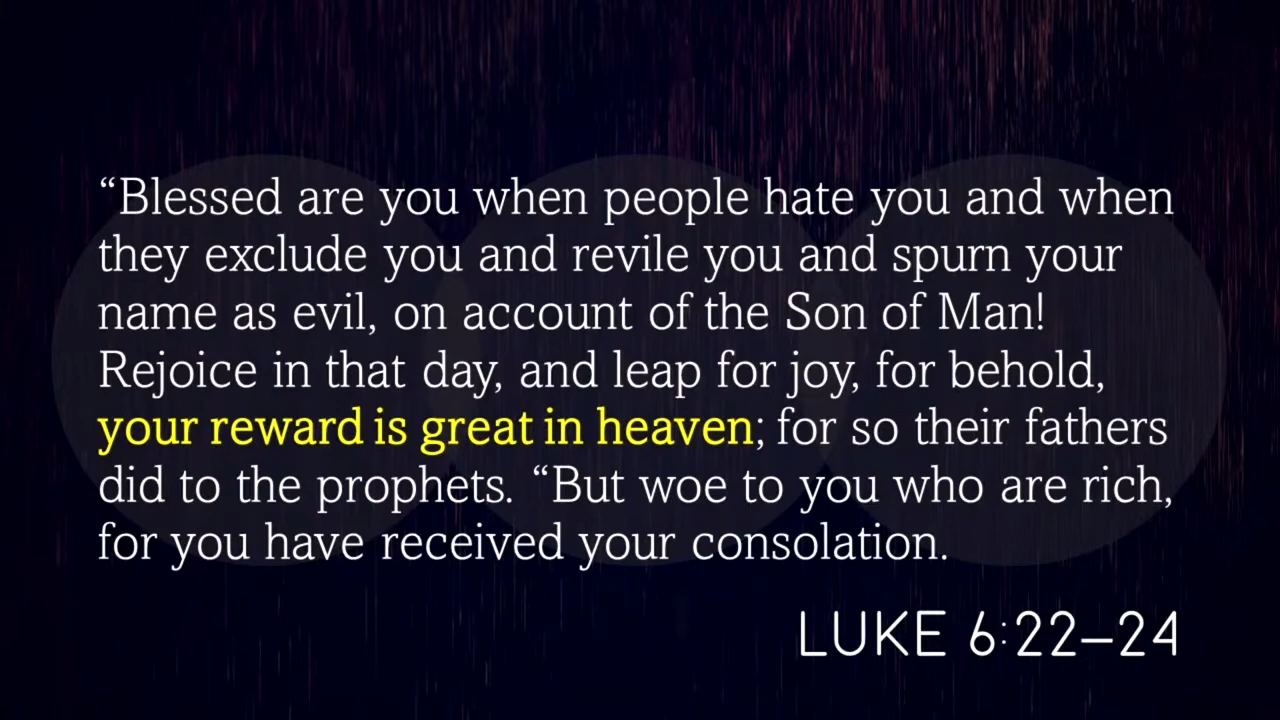 “Blessed are you when people hate you and when
they exclude you and revile you and spurn your
name as evil, on account of the Son of Man!
Rejoice in that day, and leap for joy, for behold,
your reward is great in heaven; for so their fathers
did to the prophets. “But woe to you who are rich,
for you have received your consolation.
LUKE 6:22–24